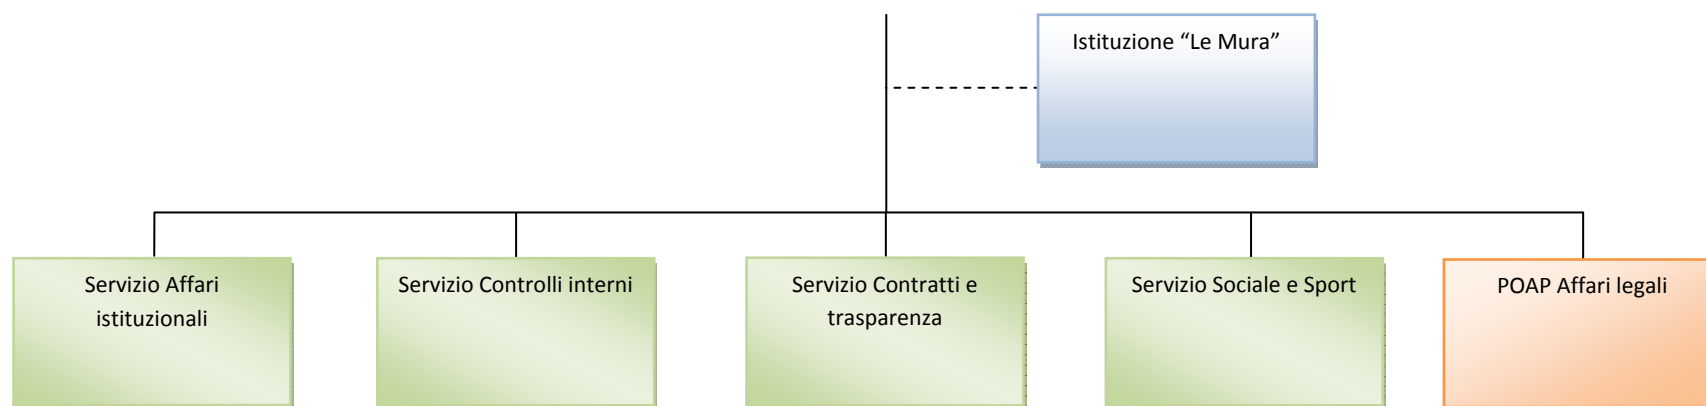 Istituzione “Le Mura”
Servizio Affari
istituzionali
Servizio Controlli interni
Servizio Contratti e
trasparenza
Servizio Sociale e Sport
POAP Affari legali